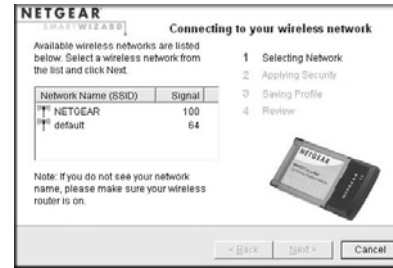 NETGEAR
SMARTWIZARD
Connecting to your wireless network
Available wireless networks are listed
below. Select a wireless network from
the list and click Next.
Network Name (SSID) Signal
NETGEAR 100
default 64
Note: If you do not see your network
name, please make sure your wireless
router is on.
1 Selecting Network
2 Applying Security
3 Saving Profile
4 Review
NETGEAR
< Back Next > Cancel